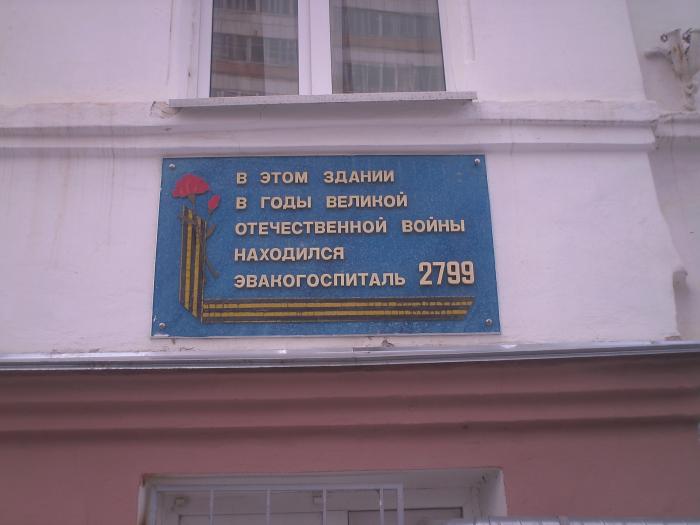 В ЭТОМ ЗДАНИИ
В ГОДЫ ВЕЛИКОЙ
ОТЕЧЕСТВЕННОЙ ВОЙНЫ
НАХОДИЛСЯ
ЭВАКОГОСПИТАЛЬ 2799